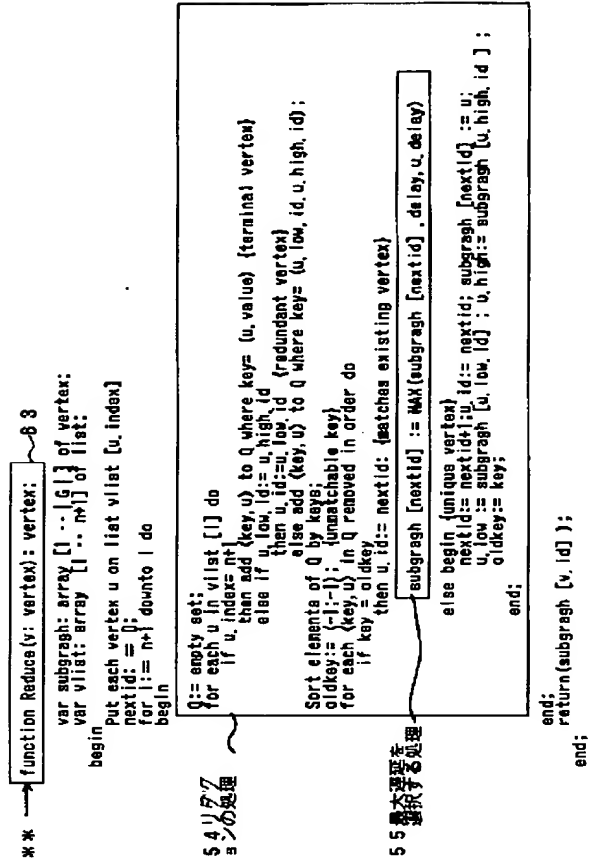 ** function Reduce(v: vertex): vertex; 63
var subgragh: array [1 -- |G|] of vertex;
var vlist: array [1 -- n+1] of list;
begin
Put each vertex u on list vlist [u. index]
nextid: = 0;
for i:= n+1 downto 1 do
begin
Q:= empty set;
for each u in vlist [i] do
if u. index= n+1
then add (key, u) to Q where key= (u. value) {terminal vertex}
else if u. low. id:= u. high. id
then u. id:=u. low. id {redundant vertex}
else add (key, u) to Q where key= (u. low. id, u. high. id);
54 リダクションの処理
Sort elements of Q by keys;
oldkey:= {-1;-1}; {unmatchable key}
for each (key, u) in Q removed in order do
if key = oldkey
then u. id:= nextid: {matches existing vertex}
subgragh [nextid] := MAX(subgragh [nextid] . delay, u. delay)
55 最大遅延を選択する処理
else begin {unique vertex}
nextid:= nextid+1;u. id:= nextid; subgragh [nextid] := u;
u. low := subgragh [u. low. id] ; u. high:= subgragh [u. high. id ] ;
oldkey:= key;
end;
end;
return(subgragh [v. id] );
end;